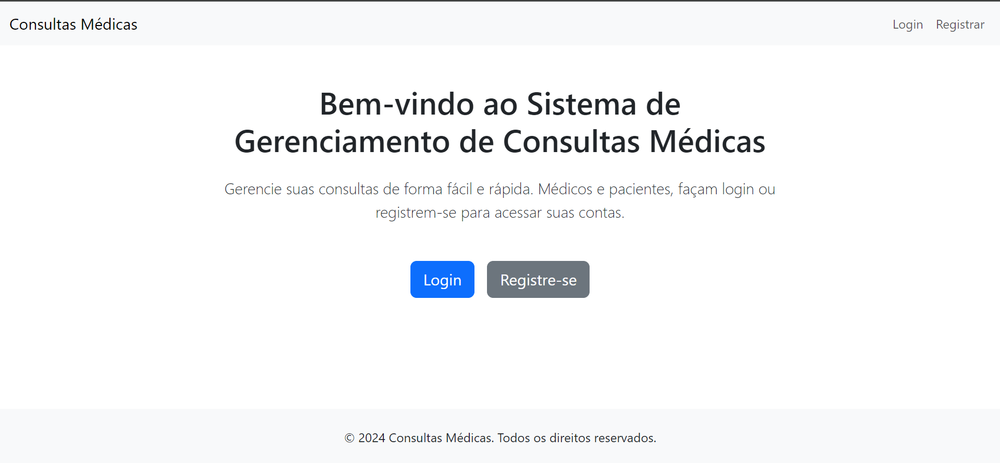 Consultas Médicas
Login
Registrar
Bem-vindo ao Sistema de
Gerenciamento de Consultas Médicas
Gerencie suas consultas de forma fácil e rápida. Médicos e pacientes, façam login ou
registrem-se para acessar suas contas.
Login
Registre-se
© 2024 Consultas Médicas. Todos os direitos reservados.